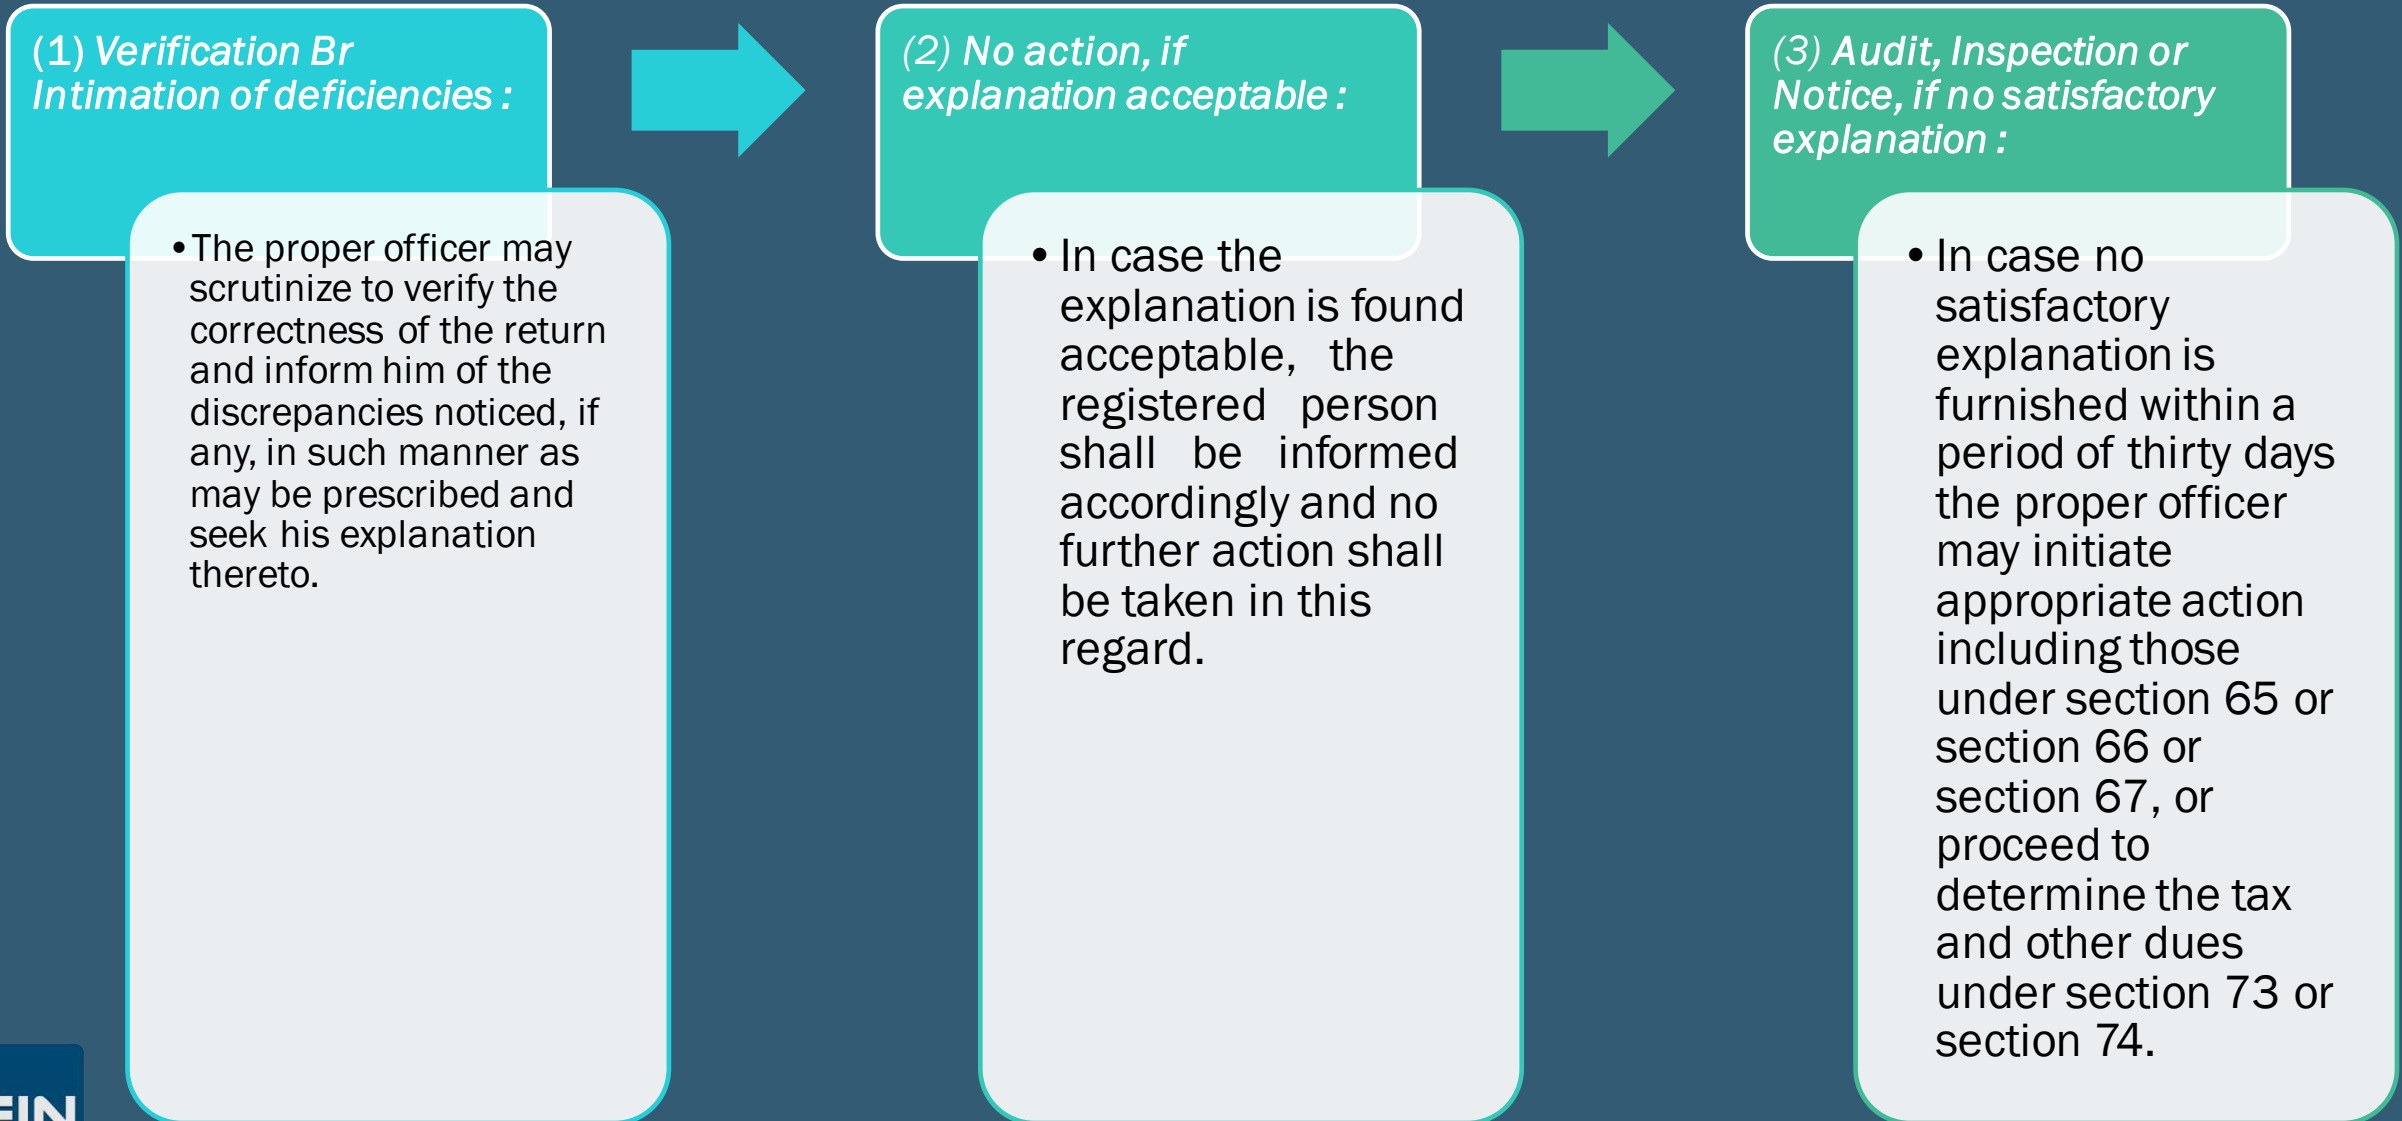 (1) Verification Br
Intimation of deficiencies :
•The proper officer may
scrutinize to verify the
correctness of the return
and inform him of the
discrepancies noticed, if
any, in such manner as
may be prescribed and
seek his explanation
thereto.
(2) No action, if
explanation acceptable :
• In case the
explanation is found
acceptable, the
registered person
shall be informed
accordingly and no
further action shall
be taken in this
regard.
(3) Audit, Inspection or
Notice, if no satisfactory
explanation :
• In case no
satisfactory
explanation is
furnished within a
period of thirty days
the proper officer
may initiate
appropriate action
including those
under section 65 or
section 66 or
section 67, or
proceed to
determine the tax
and other dues
under section 73 or
section 74.